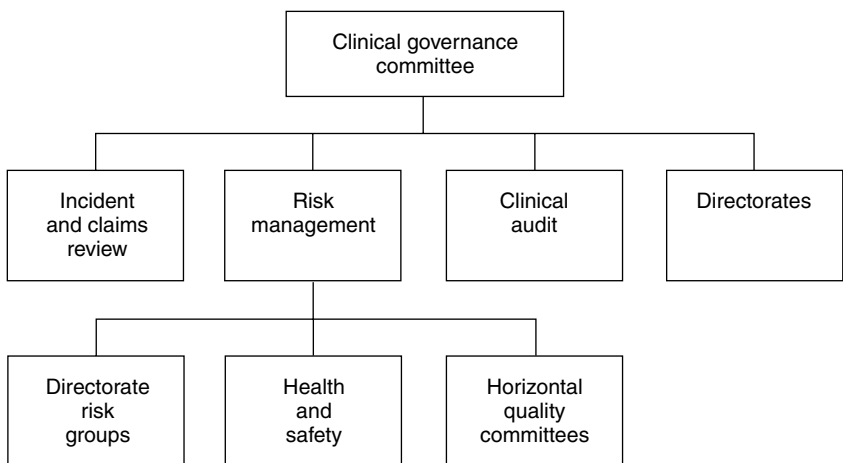 Clinical governance
committee
Incident
and claims
review
Risk
management
Clinical
audit
Directorates
Directorate
risk
groups
Health
and
safety
Horizontal
quality
committees